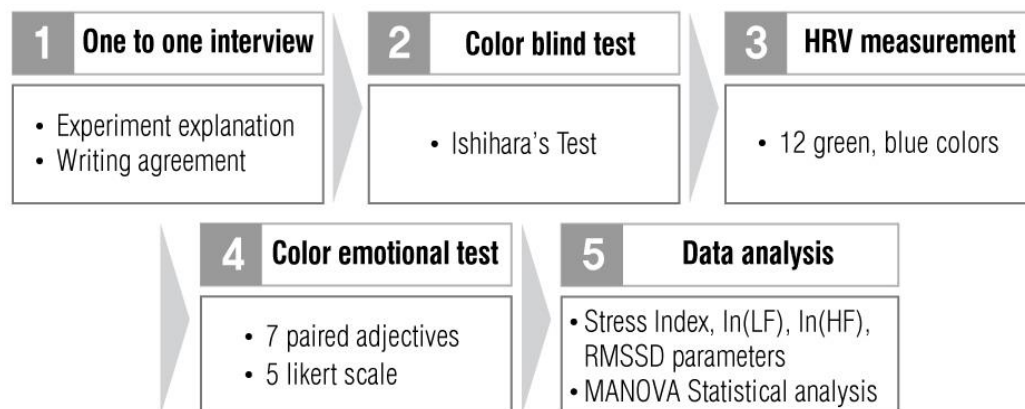 1 One to one interview
• Experiment explanation
• Writing agreement
2 Color blind test
• Ishihara's Test
3 HRV measurement
• 12 green, blue colors
4 Color emotional test
• 7 paired adjectives
• 5 likert scale
5 Data analysis
• Stress Index, In(LF), In(HF),
RMSSD parameters
• MANOVA Statistical analysis